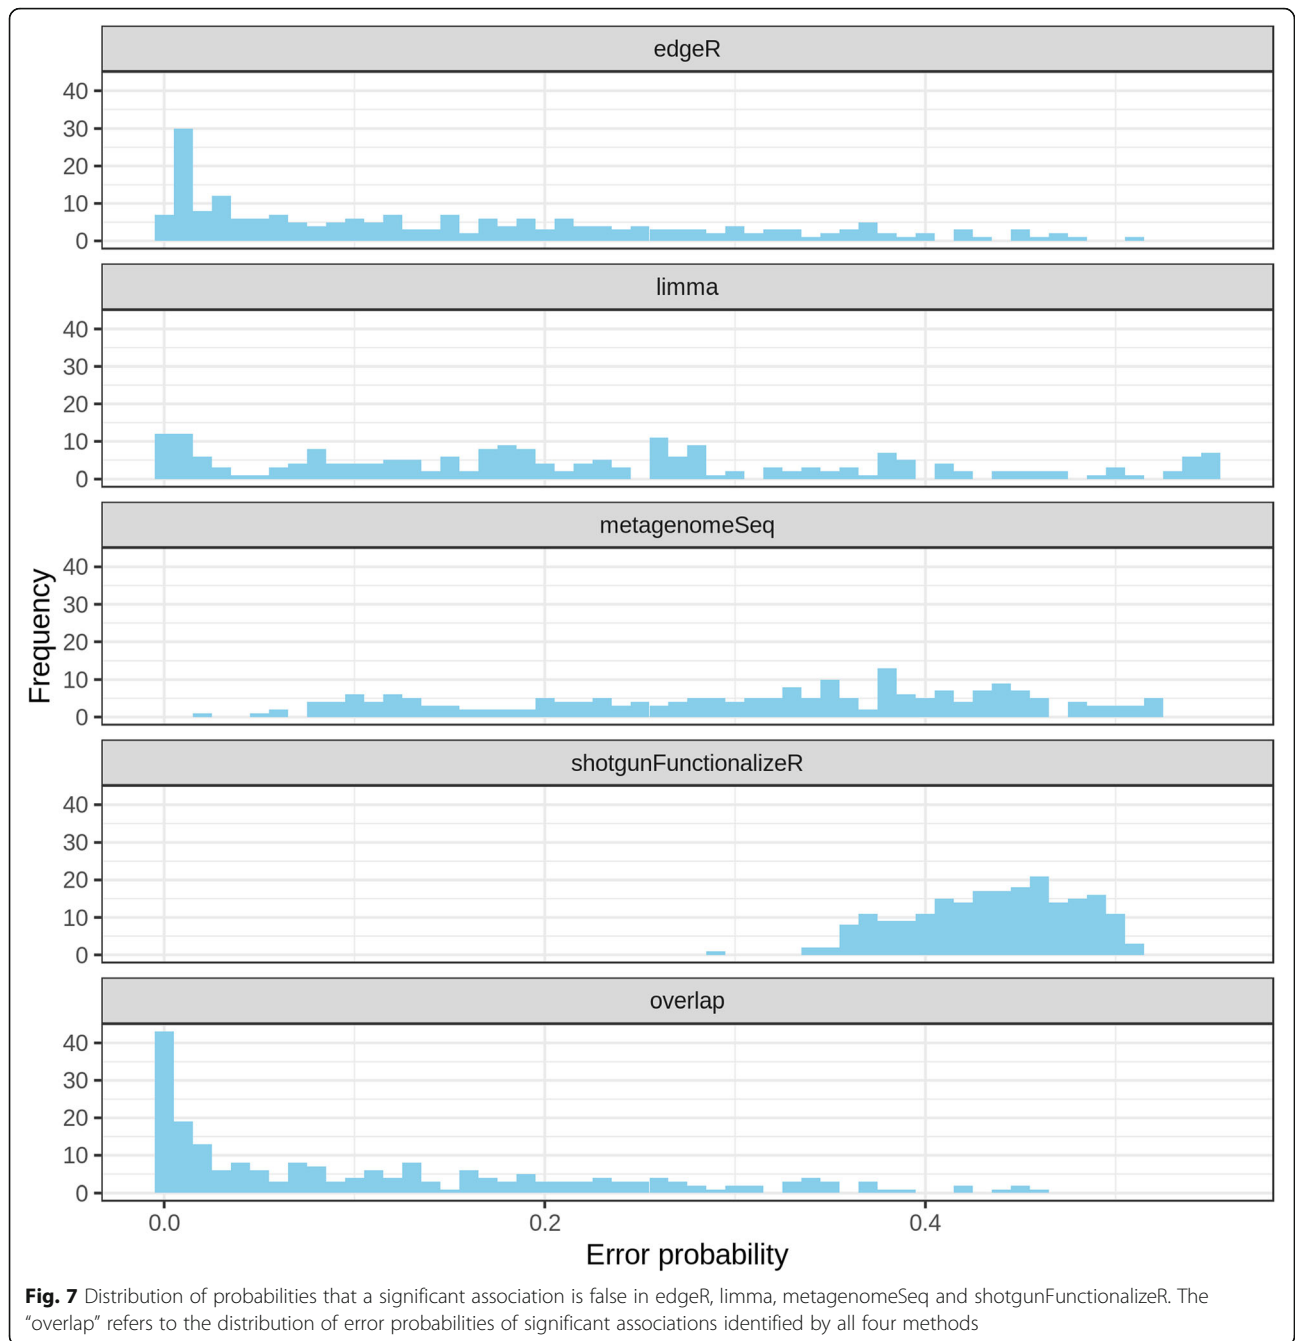 edgeR
40
30
20
10
0
limma
40
30
20
10
0
metagenomeSeq
40
30
20
10
0
Frequency
shotgunFunctionalizeR
40
30
20
10
0
overlap
40
30
20
10
0
0.0 0.2 0.4
Error probability
Fig. 7 Distribution of probabilities that a significant association is false in edgeR, limma, metagenomeSeq and shotgunFunctionalizeR. The
“overlap” refers to the distribution of error probabilities of significant associations identified by all four methods